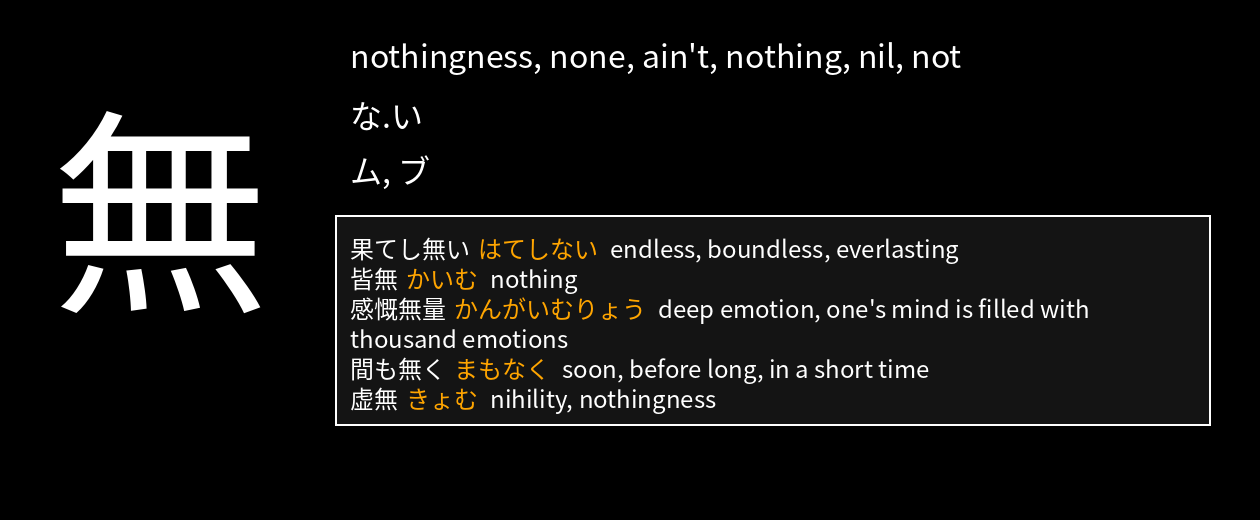 無
nothingness, none, ain't, nothing, nil, not
な.い
ム, ブ
果てし無い はてしない endless, boundless, everlasting
皆無 かいむ nothing
感慨無量 かんがいむりょう deep emotion, one's mind is filled with
thousand emotions
間も無く まもなく soon, before long, in a short time
虚無 きょむ nihility, nothingness